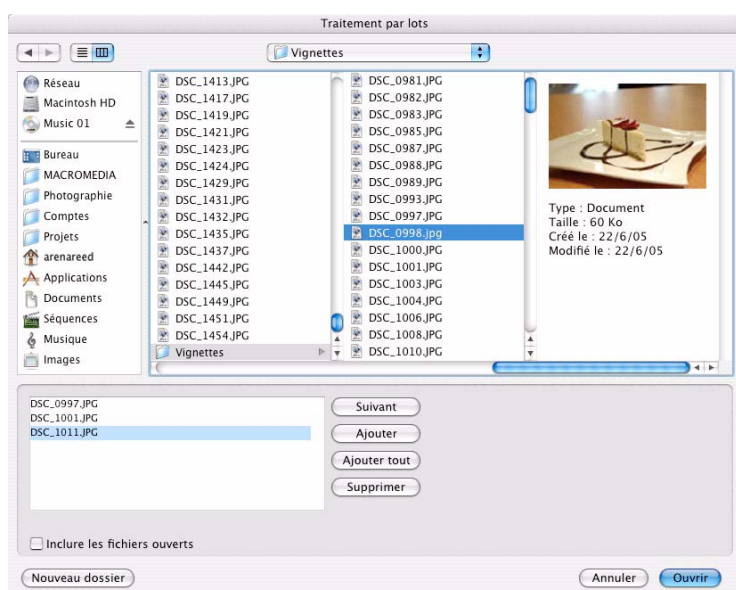 Traitement par lots
Vignettes
Réseau
Macintosh HD
Music 01
Bureau
MACROMEDIA
Photographie
Comptes
Projets
arenareed
Applications
Documents
Séquences
Musique
Images
DSC_1413.JPG
DSC_1417.JPG
DSC_1419.JPG
DSC_1421.JPG
DSC_1423.JPG
DSC_1424.JPG
DSC_1429.JPG
DSC_1431.JPG
DSC_1432.JPG
DSC_1435.JPG
DSC_1437.JPG
DSC_1442.JPG
DSC_1445.JPG
DSC_1449.JPG
DSC_1451.JPG
DSC_1454.JPG
Vignettes
DSC_0981.JPG
DSC_0982.JPG
DSC_0983.JPG
DSC_0985.JPG
DSC_0987.JPG
DSC_0988.JPG
DSC_0989.JPG
DSC_0993.JPG
DSC_0997.JPG
DSC_0998.jpg
DSC_1000.JPG
DSC_1001.JPG
DSC_1003.JPG
DSC_1004.JPG
DSC_1006.JPG
DSC_1008.JPG
DSC_1010.JPG
Type : Document
Taille : 60 Ko
Créé le : 22/6/05
Modifié le : 22/6/05
DSC_0997.JPG
DSC_1001.JPG
DSC_1011.JPG
Suivant
Ajouter
Ajouter tout
Supprimer
Inclure les fichiers ouverts
Nouveau dossier
Annuler
Ouvrir